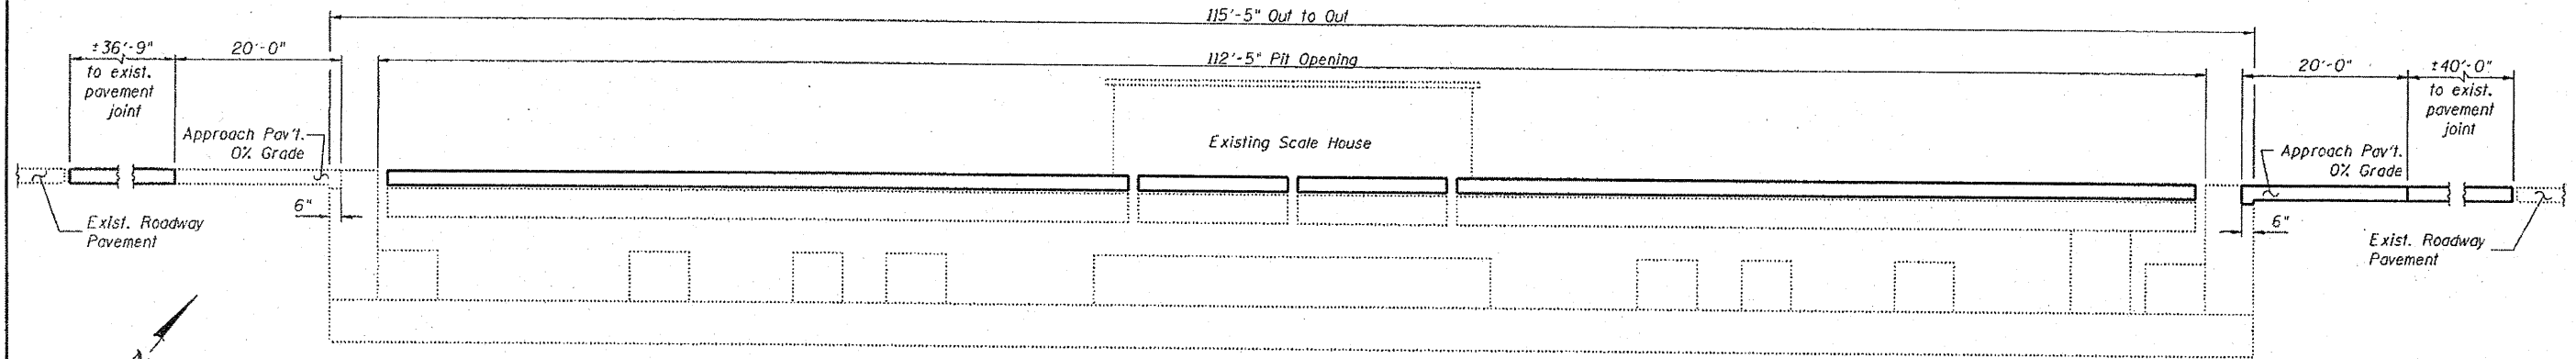 115'-5" Out to Out
±36'-9"
to exist.
pavement
joint
20'-0"
112'-5" Pit Opening
20'-0"
±40'-0"
to exist.
pavement
joint
Approach Pav't.
0% Grade
Existing Scale House
Approach Pav't.
0% Grade
6"
Exist. Roadway
Pavement
6"
Exist. Roadway
Pavement